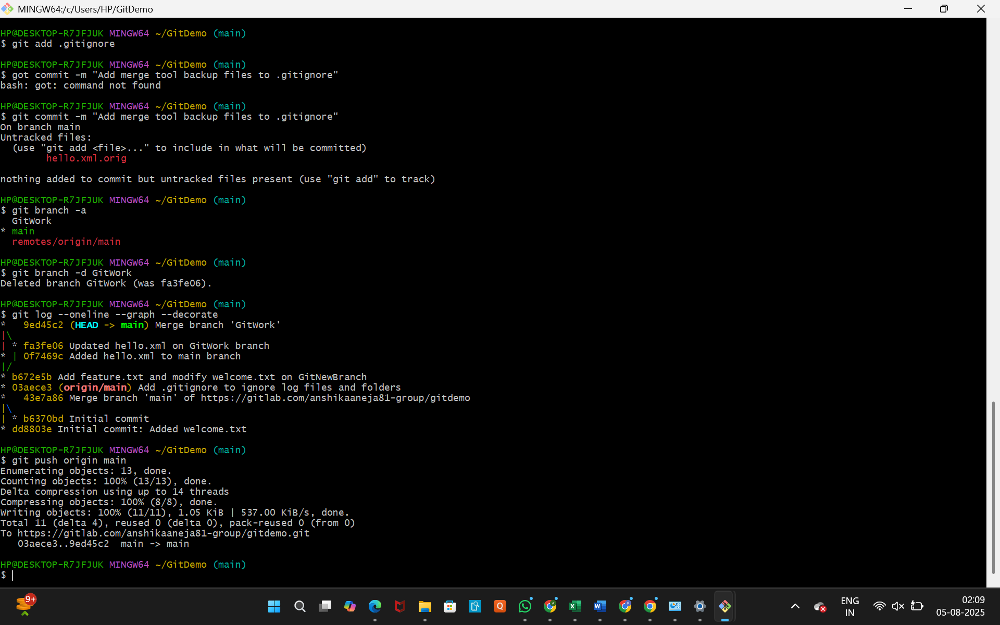 MINGW64:/c/Users/HP/GitDemo
HP@DESKTOP-R7JFJUK MINGW64 ~/GitDemo (main)
$ git add .gitignore
HP@DESKTOP-R7JFJUK MINGW64 ~/GitDemo (main)
$ got commit -m "Add merge tool backup files to .gitignore"
bash: got: command not found
HP@DESKTOP-R7JFJUK MINGW64 ~/GitDemo (main)
$ git commit -m "Add merge tool backup files to .gitignore"
On branch main
Untracked files:
  (use "git add <file>..." to include in what will be committed)
        hello.xml.orig
nothing added to commit but untracked files present (use "git add" to track)
HP@DESKTOP-R7JFJUK MINGW64 ~/GitDemo (main)
$ git branch -a
  GitWork
* main
  remotes/origin/main
HP@DESKTOP-R7JFJUK MINGW64 ~/GitDemo (main)
$ git branch -d GitWork
Deleted branch GitWork (was fa3fe06).
HP@DESKTOP-R7JFJUK MINGW64 ~/GitDemo (main)
$ git log --oneline --graph --decorate
*   9ed45c2 (HEAD -> main) Merge branch 'GitWork'
|\
| * fa3fe06 Updated hello.xml on GitWork branch
* | 0f7469c Added hello.xml to main branch
|/
* b672e5b Add feature.txt and modify welcome.txt on GitNewBranch
* 03aece3 (origin/main) Add .gitignore to ignore log files and folders
*   43e7a86 Merge branch 'main' of https://gitlab.com/anshikaaneja81-group/gitdemo
|\
| * b6370bd Initial commit
* dd8803e Initial commit: Added welcome.txt
HP@DESKTOP-R7JFJUK MINGW64 ~/GitDemo (main)
$ git push origin main
Enumerating objects: 13, done.
Counting objects: 100% (13/13), done.
Delta compression using up to 14 threads
Compressing objects: 100% (8/8), done.
Writing objects: 100% (11/11), 1.05 KiB | 537.00 KiB/s, done.
Total 11 (delta 4), reused 0 (delta 0), pack-reused 0 (from 0)
To https://gitlab.com/anshikaaneja81-group/gitdemo.git
   03aece3..9ed45c2  main -> main
HP@DESKTOP-R7JFJUK MINGW64 ~/GitDemo (main)
$
9+
ENG
IN
02:09
05-08-2025